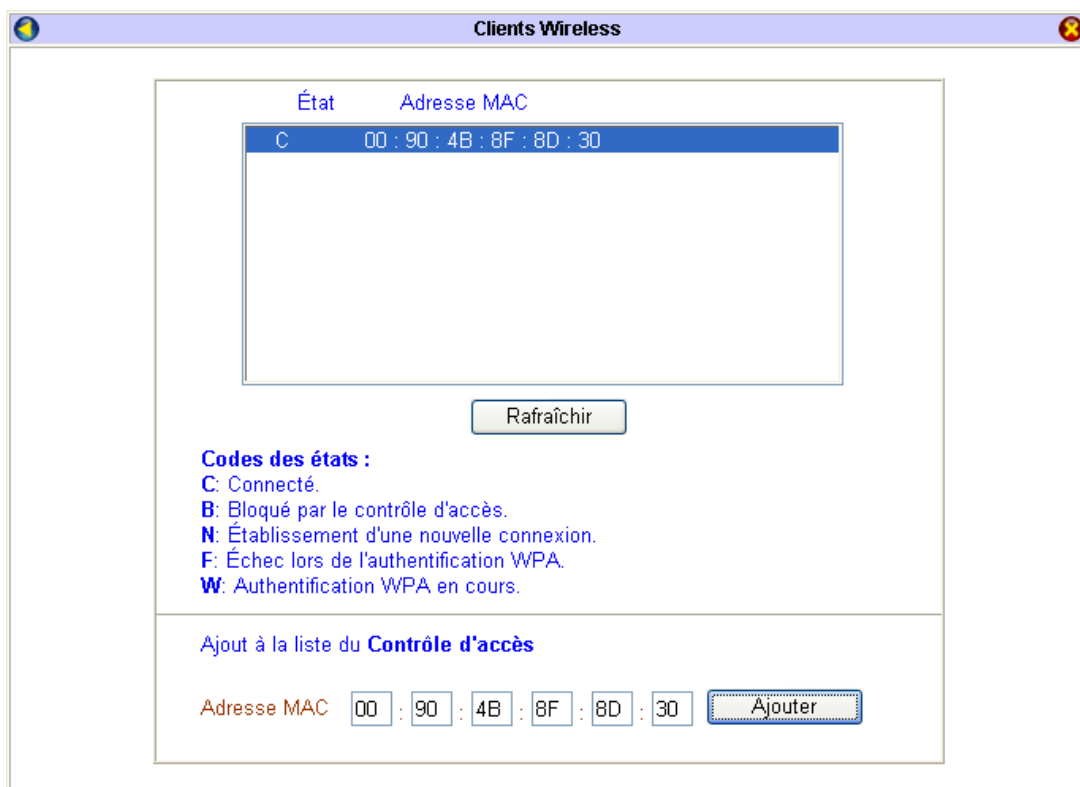 Clients Wireless
État Adresse MAC
C 00 : 90 : 4B : 8F : 8D : 30
Rafraîchir
Codes des états :
C: Connecté.
B: Bloqué par le contrôle d'accès.
N: Établissement d'une nouvelle connexion.
F: Échec lors de l'authentification WPA.
W: Authentification WPA en cours.
Ajout à la liste du Contrôle d'accès
Adresse MAC 00 : 90 : 4B : 8F : 8D : 30 Ajouter